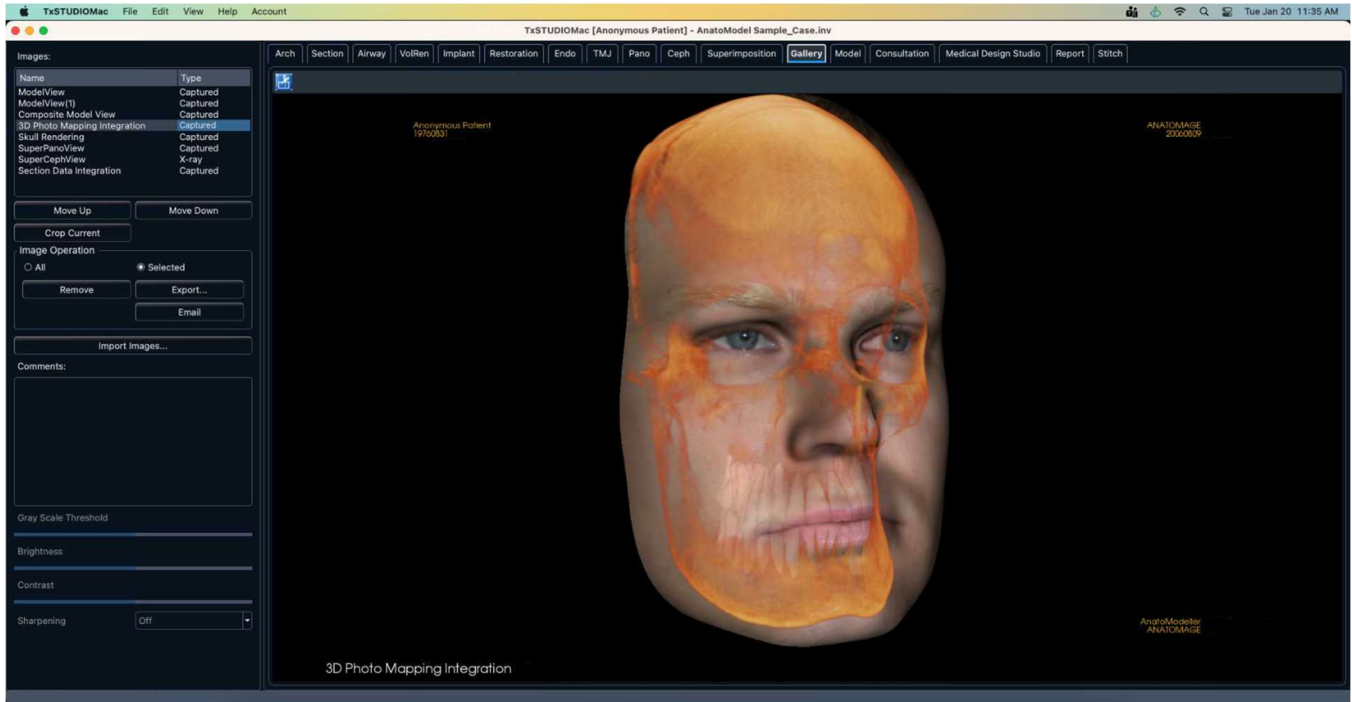 TxSTUDIOMac File Edit View Help Account Tue Jan 20 11:35 AM
TxSTUDIOMac [Anonymous Patient] - AnatoModel Sample_Case.inv
Images:
Name Type
ModelView Captured
ModelView(1) Captured
Composite Model View Captured
3D Photo Mapping Integration Captured
Skull Rendering Captured
SuperPanoView Captured
SuperCephView X-ray
Section Data Integration Captured
Move Up Move Down
Crop Current
Image Operation
All Selected
Remove Export...
Email
Import Images...
Comments:
Gray Scale Threshold
Brightness
Contrast
Sharpening Off
Arch Section Airway VolRen Implant Restoration Endo TMJ Pano Ceph Superimposition Gallery Model Consultation Medical Design Studio Report Stitch
Anonymous Patient
19760831
ANATOMAGE
20060809
AnatoModeller
ANATOMAGE
3D Photo Mapping Integration